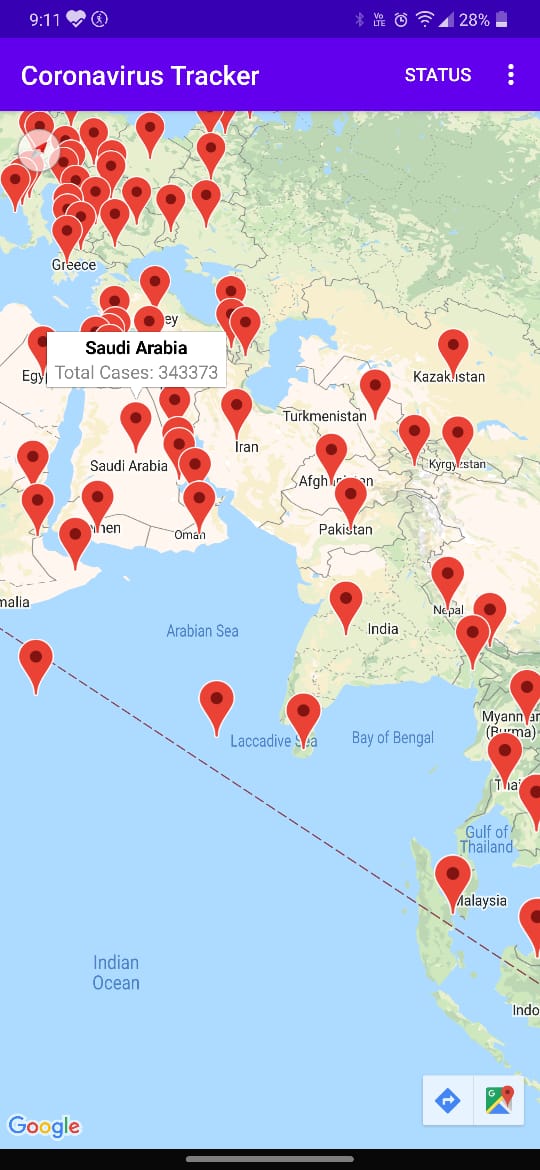 9:11
Vo
LTE
28%
Coronavirus Tracker
STATUS
Greece
ey
Saudi Arabia
Total Cases: 343373
Egy
Kazakhstan
Turkmenistan
Iran
Saudi Arabia
Kyrgyzstan
Afghanistan
men
Oman
Pakistan
malia
Nepal
Arabian Sea
India
Myanmar
(Burma)
Laccadive Sea
Bay of Bengal
Thai
Gulf of
Thailand
Malaysia
Indian
Ocean
Indo
G
Google